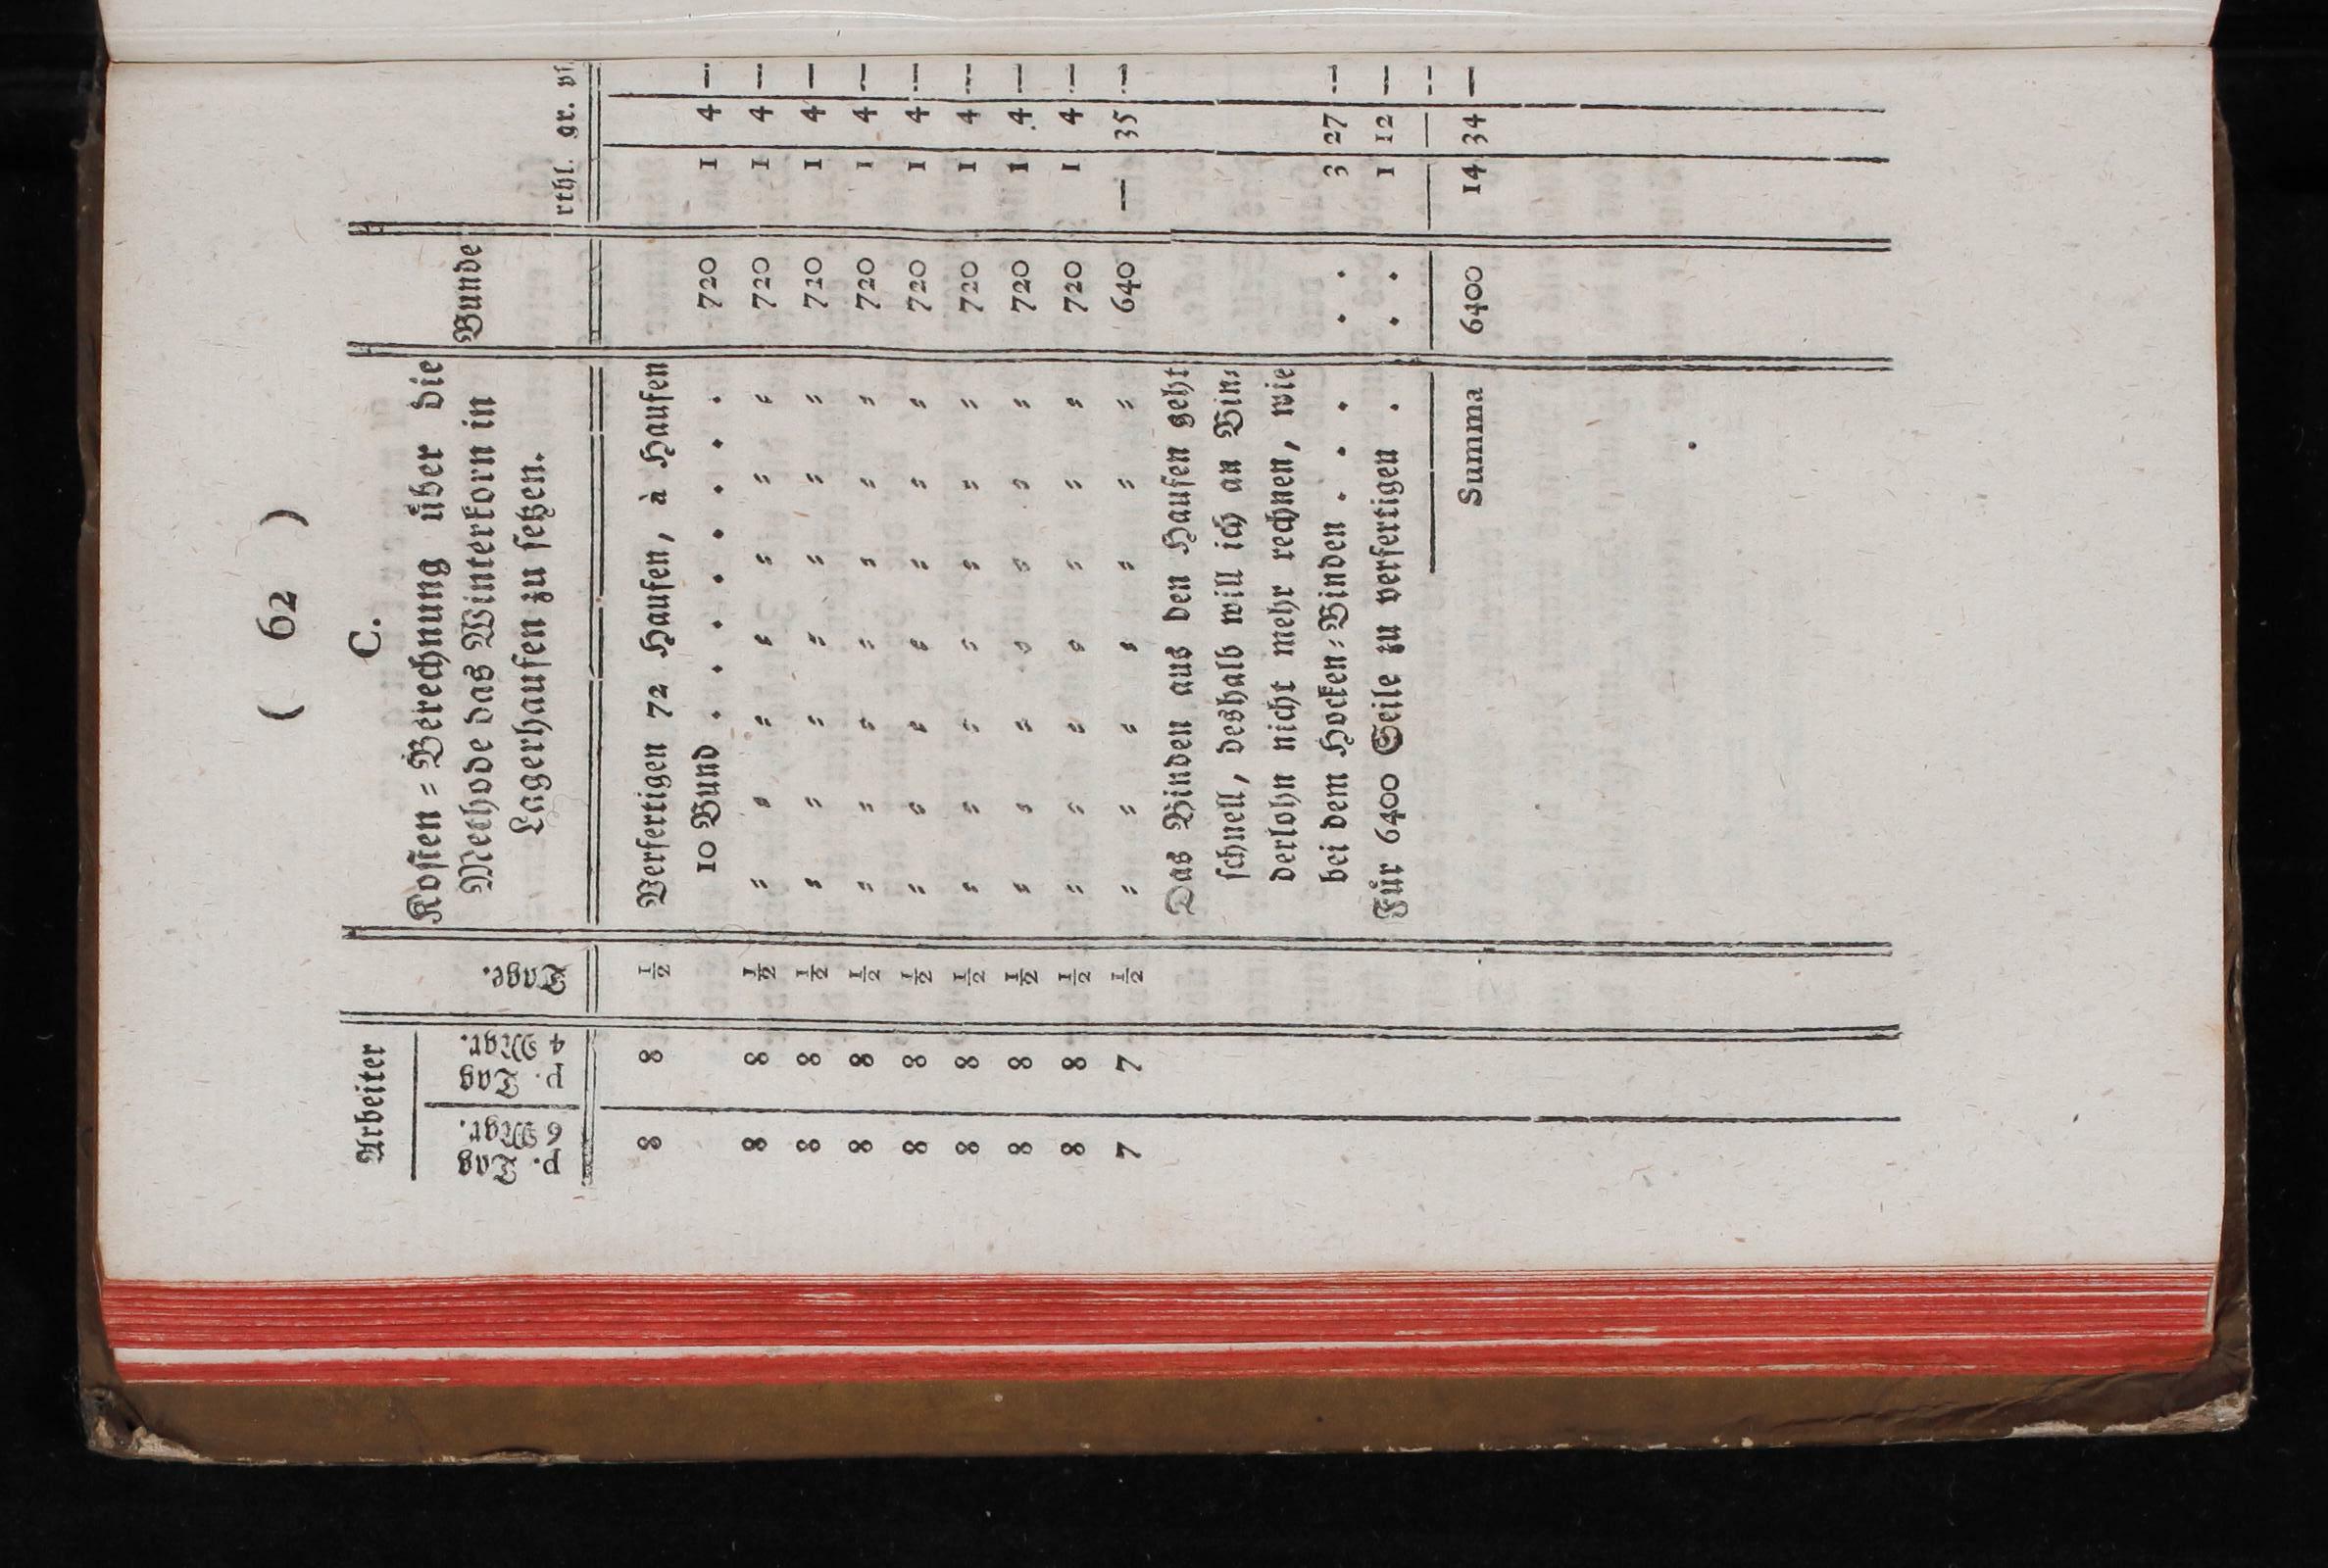 ( 62 )
C.
Arbeiter
p. Tag 6 Mgr. p. Tag 4 Mgr. Tage.
Kosten = Berechnung über die
Methode das Winterkorn in
Lagerhaufen zu setzen.
Bunde rthl. gr. pf.
8 8 1/2 Verfertigen 72 Haufen, à Haufen
10 Bund . . . . . . . . 720 1 4 —
8 8 1/2 " " " " " " " 720 1 4 —
8 8 1/2 " " " " " " " 720 1 4 —
8 8 1/2 " " " " " " " 720 1 4 —
8 8 1/2 " " " " " " " 720 1 4 —
8 8 1/2 " " " " " " " 720 1 4 —
8 8 1/2 " " " " " " " 720 1 4 —
8 8 1/2 " " " " " " " 720 1 4 —
7 7 1/2 " " " " " " " 640 — 35 —
Das Binden aus den Haufen geht
schnell, deshalb will ich an Bin=
derlohn nicht mehr rechnen, wie
bei dem Hocken=Binden . . . . . 3 27 —
Für 6400 Seile zu verfertigen . . . 1 12 —
Summa 6400 14 34 —